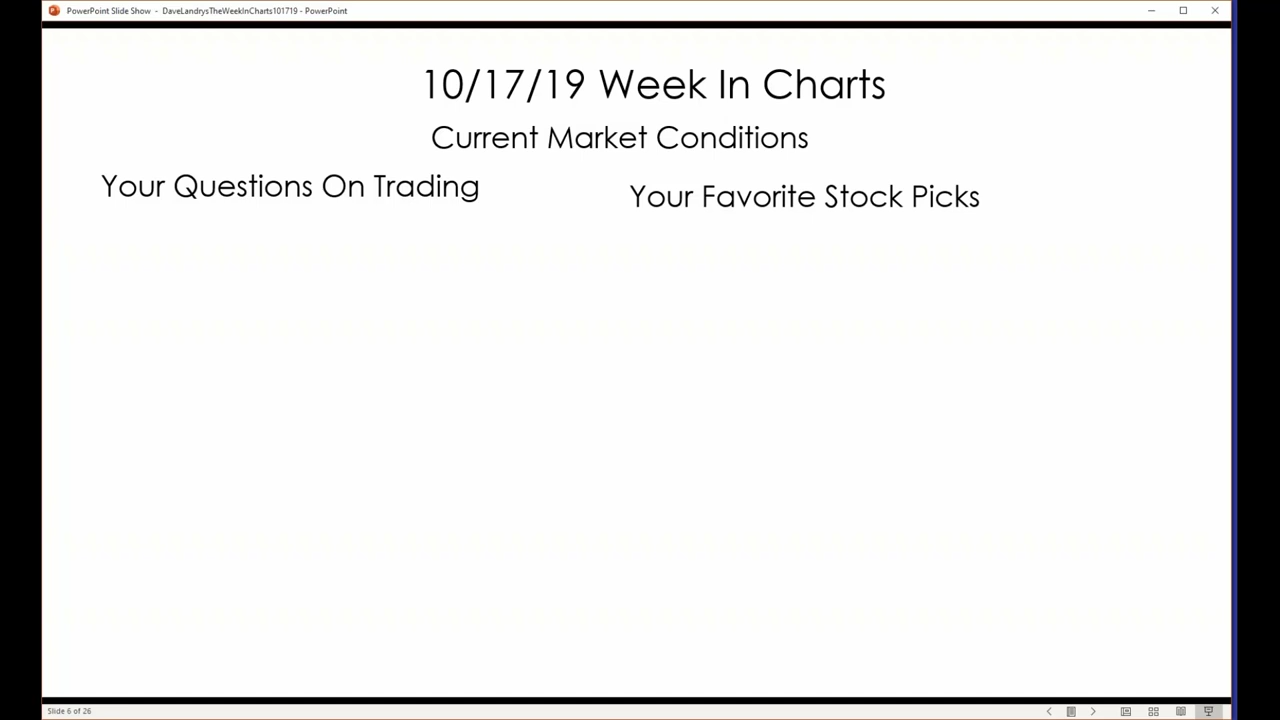 PowerPoint Slide Show - DaveLandrysTheWeekInCharts101719 - PowerPoint
10/17/19 Week In Charts
Current Market Conditions
Your Questions On Trading
Your Favorite Stock Picks
Slide 6 of 26